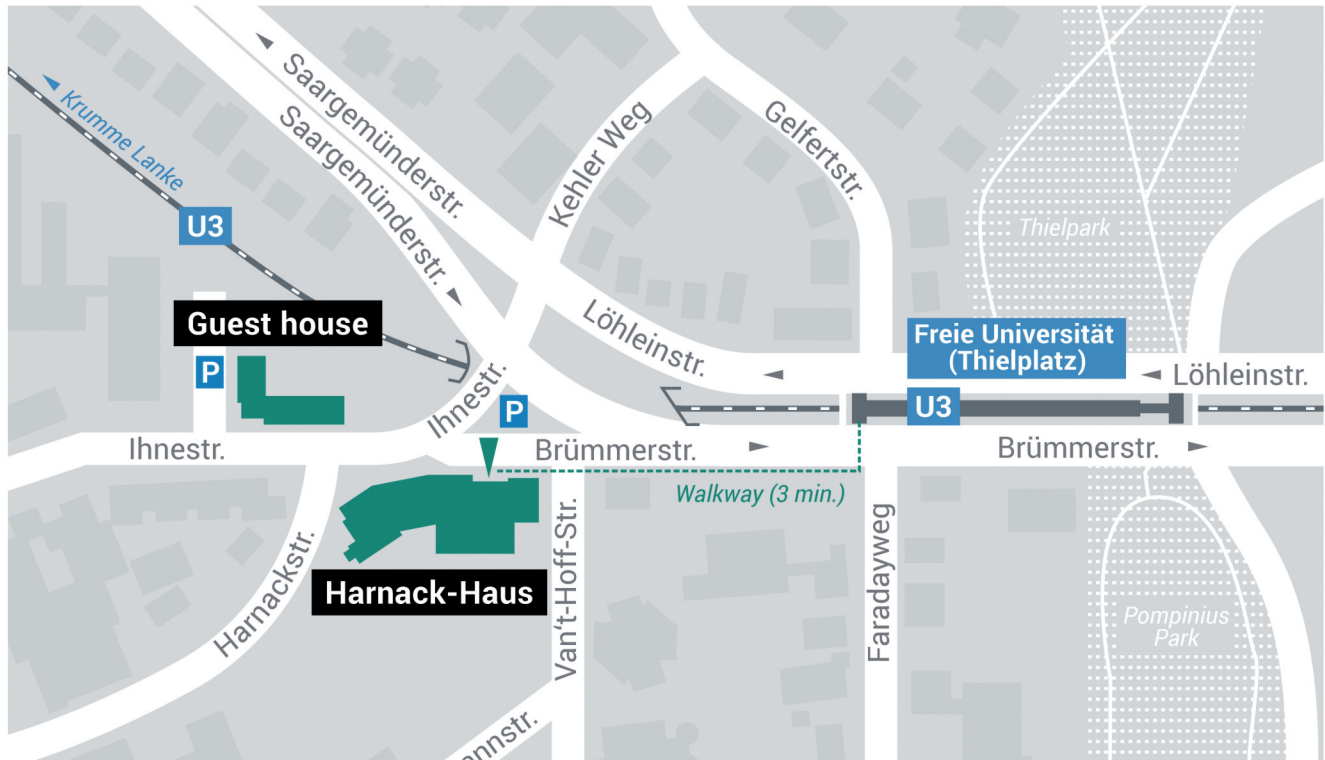 Saargemünderstr.
Saargemünderstr.
Krumme Lanke
U3
Kehler Weg
Gelfertstr.
Thielpark
Guest house
P
Ihnestr.
P
Löhleinstr.
Freie Universität
(Thielplatz)
U3
Löhleinstr.
Ihnestr.
Brümmerstr.
Brümmerstr.
Walkway (3 min.)
Harnackstr.
Harnack-Haus
Van't-Hoff-Str.
Faradayweg
Pompinius
Park
annstr.